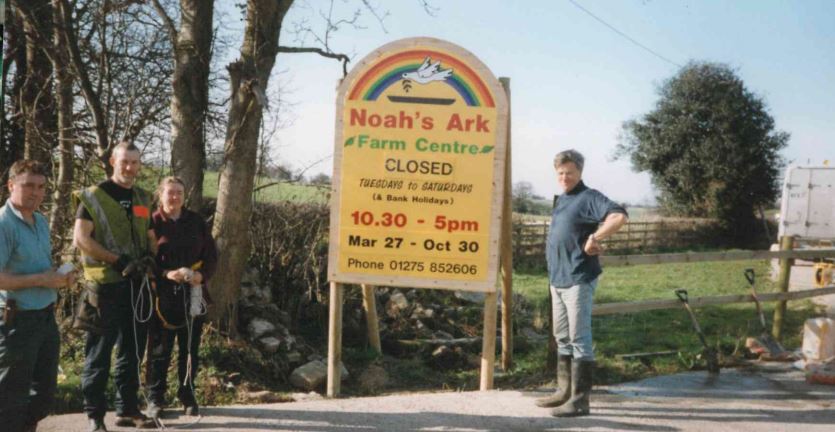 Noah's Ark
Farm Centre
CLOSED
TUESDAYS to SATURDAYS
(& Bank Holidays)
10.30 - 5pm
Mar 27 - Oct 30
Phone 01275 852606